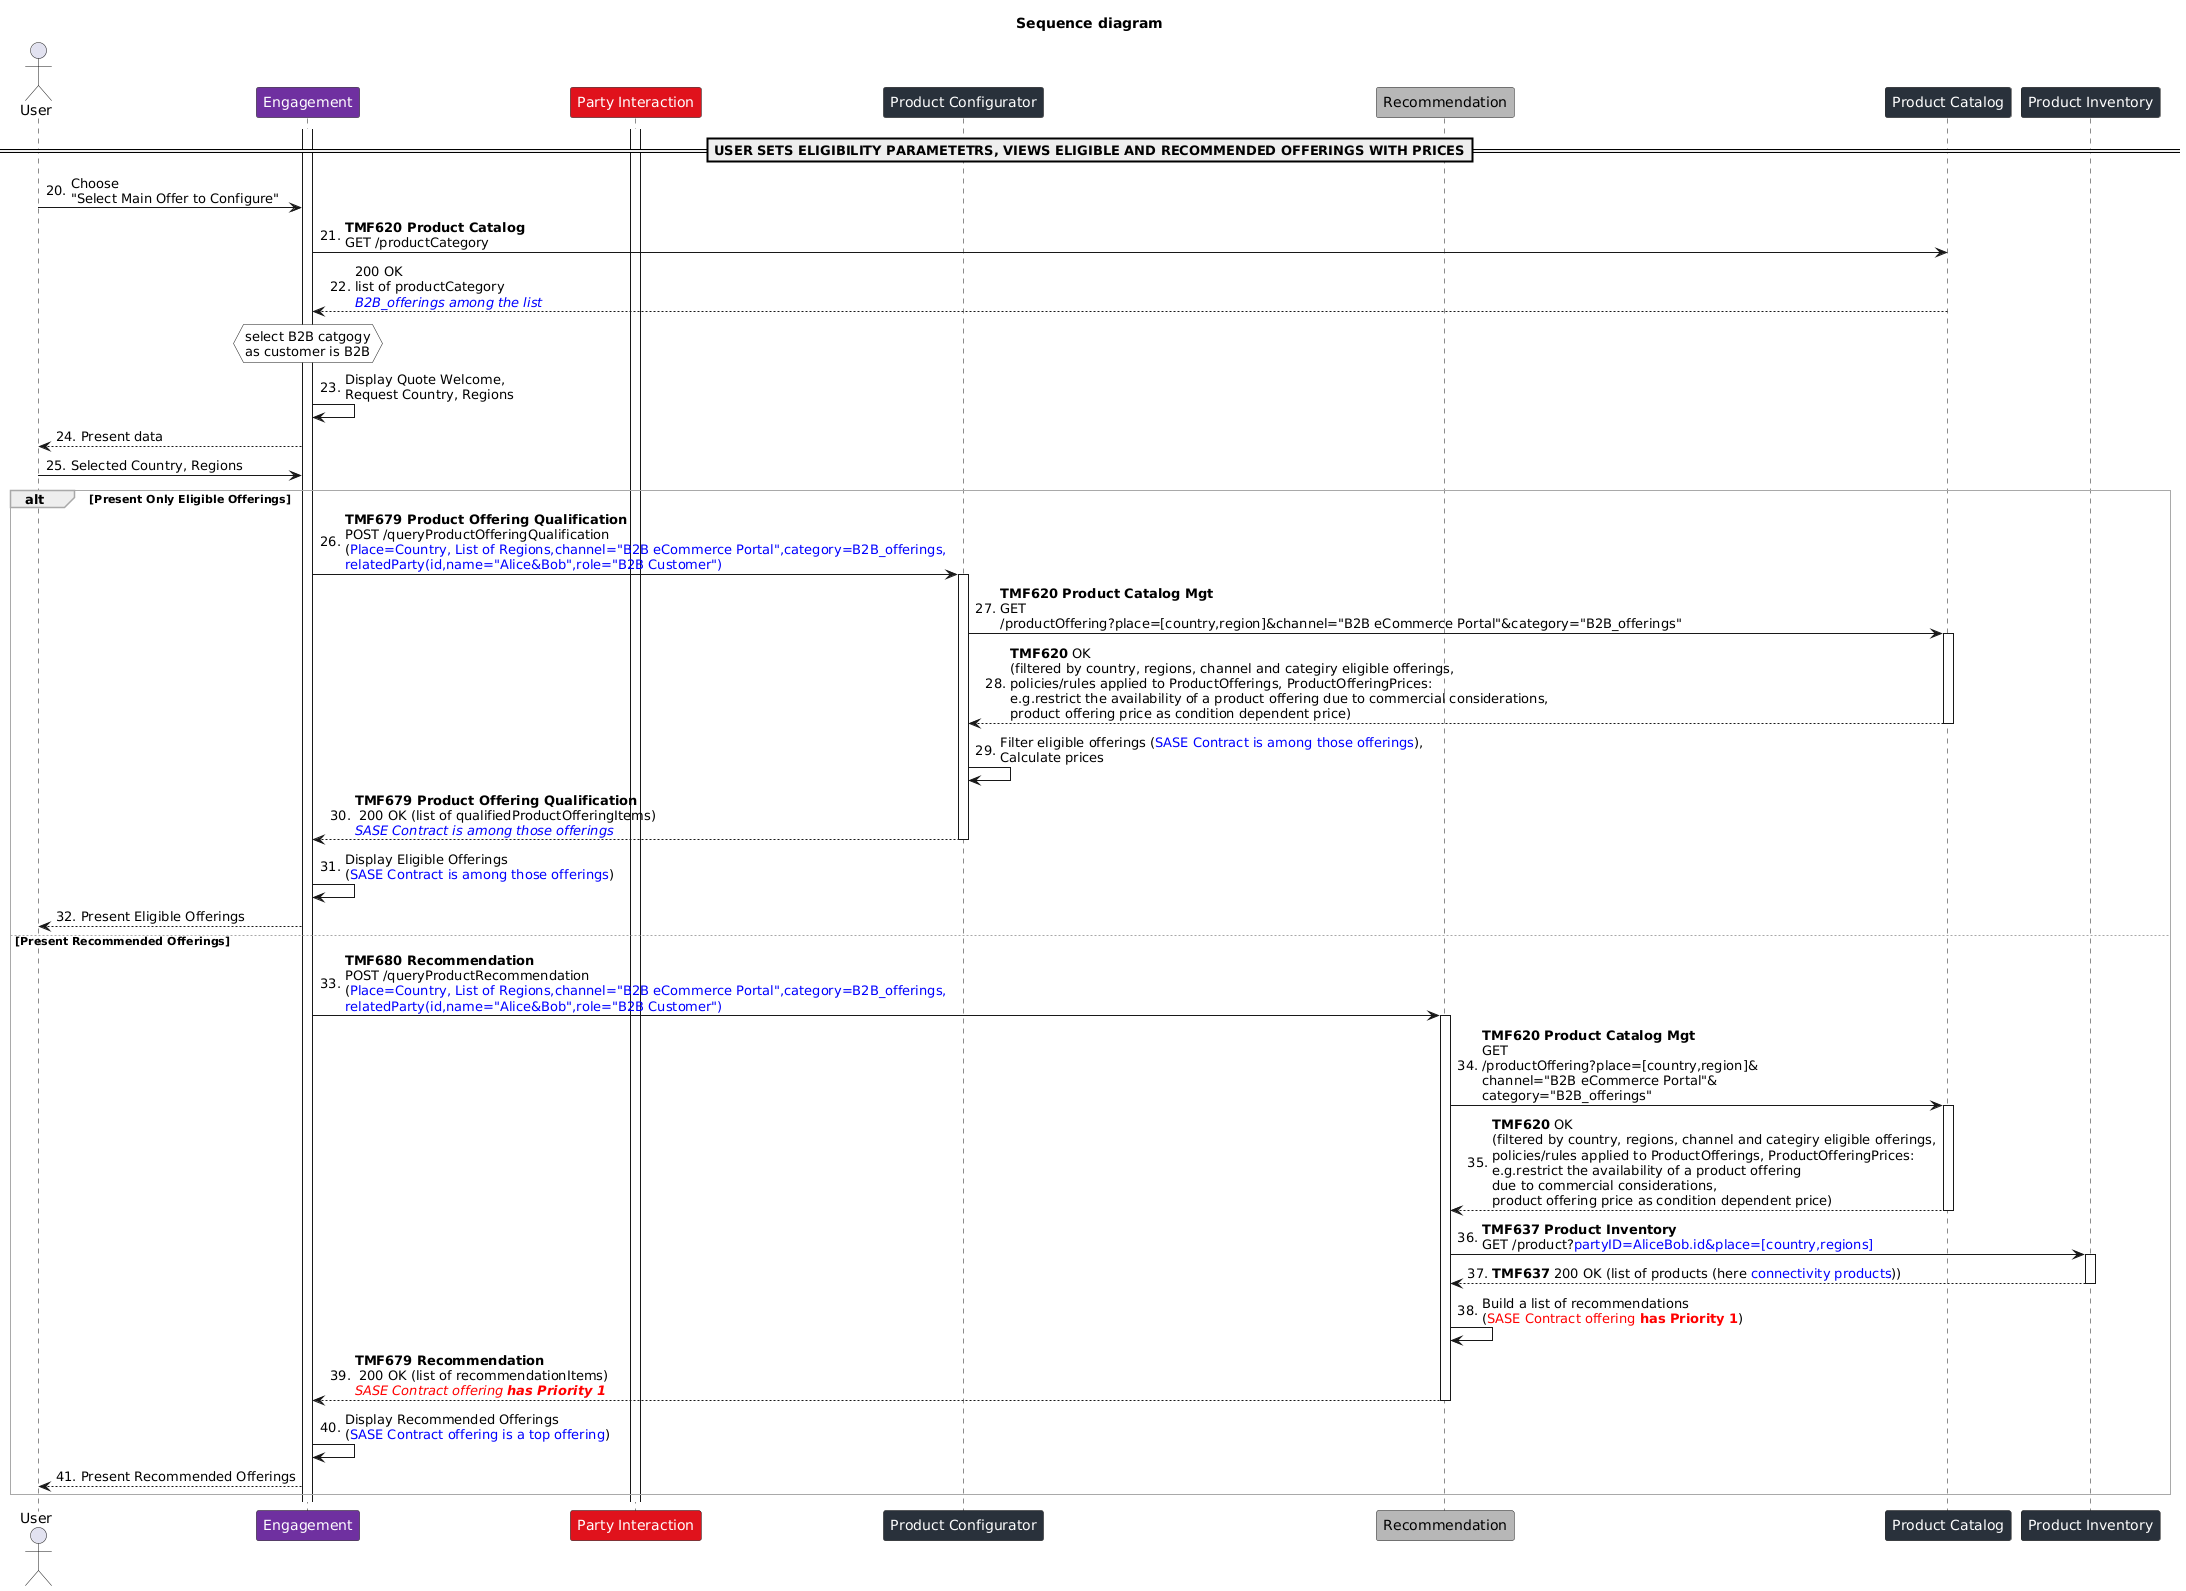 Sequence diagram
User
Engagement
Party Interaction
Product Configurator
Recommendation
Product Catalog
Product Inventory
USER SETS ELIGIBILITY PARAMETETRS, VIEWS ELIGIBLE AND RECOMMENDED OFFERINGS WITH PRICES
20. Choose
"Select Main Offer to Configure"
21. TMF620 Product Catalog
GET /productCategory
200 OK
22. list of productCategory
B2B_offerings among the list
select B2B catgogy
as customer is B2B
23. Display Quote Welcome,
Request Country, Regions
24. Present data
25. Selected Country, Regions
alt [Present Only Eligible Offerings]
TMF679 Product Offering Qualification
26. POST /queryProductOfferingQualification
(Place=Country, List of Regions,channel="B2B eCommerce Portal",category=B2B_offerings,
relatedParty(id,name="Alice&Bob",role="B2B Customer")
TMF620 Product Catalog Mgt
27. GET
/productOffering?place=[country,region]&channel="B2B eCommerce Portal"&category="B2B_offerings"
TMF620 OK
(filtered by country, regions, channel and categiry eligible offerings,
28. policies/rules applied to ProductOfferings, ProductOfferingPrices:
e.g.restrict the availability of a product offering due to commercial considerations,
product offering price as condition dependent price)
29. Filter eligible offerings (SASE Contract is among those offerings),
Calculate prices
TMF679 Product Offering Qualification
30. 200 OK (list of qualifiedProductOfferingItems)
SASE Contract is among those offerings
31. Display Eligible Offerings
(SASE Contract is among those offerings)
32. Present Eligible Offerings
[Present Recommended Offerings]
TMF680 Recommendation
POST /queryProductRecommendation
33. (Place=Country, List of Regions,channel="B2B eCommerce Portal",category=B2B_offerings,
relatedParty(id,name="Alice&Bob",role="B2B Customer")
TMF620 Product Catalog Mgt
GET
34. /productOffering?place=[country,region]&
channel="B2B eCommerce Portal"&
category="B2B_offerings"
TMF620 OK
(filtered by country, regions, channel and categiry eligible offerings,
policies/rules applied to ProductOfferings, ProductOfferingPrices:
35. e.g.restrict the availability of a product offering
due to commercial considerations,
product offering price as condition dependent price)
36. TMF637 Product Inventory
GET /product?partyID=AliceBob.id&place=[country,regions]
37. TMF637 200 OK (list of products (here connectivity products))
38. Build a list of recommendations
(SASE Contract offering has Priority 1)
TMF679 Recommendation
39. 200 OK (list of recommendationItems)
SASE Contract offering has Priority 1
40. Display Recommended Offerings
(SASE Contract offering is a top offering)
41. Present Recommended Offerings
User
Engagement
Party Interaction
Product Configurator
Recommendation
Product Catalog
Product Inventory